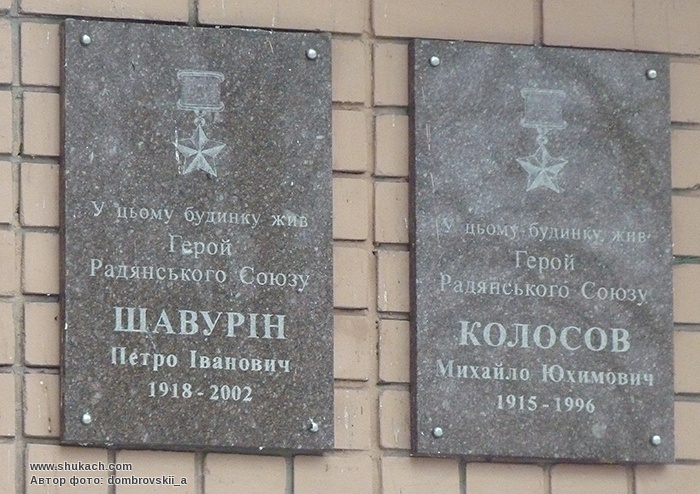 У цьому будинку жив
Герой
Радянського Союзу
ШАВУРІН
Петро Іванович
1918 - 2002
У цьому будинку жив
Герой
Радянського Союзу
КОЛОСОВ
Михайло Юхимович
1915 - 1996
www.shukach.com
Автор фото: dombrovskii_a